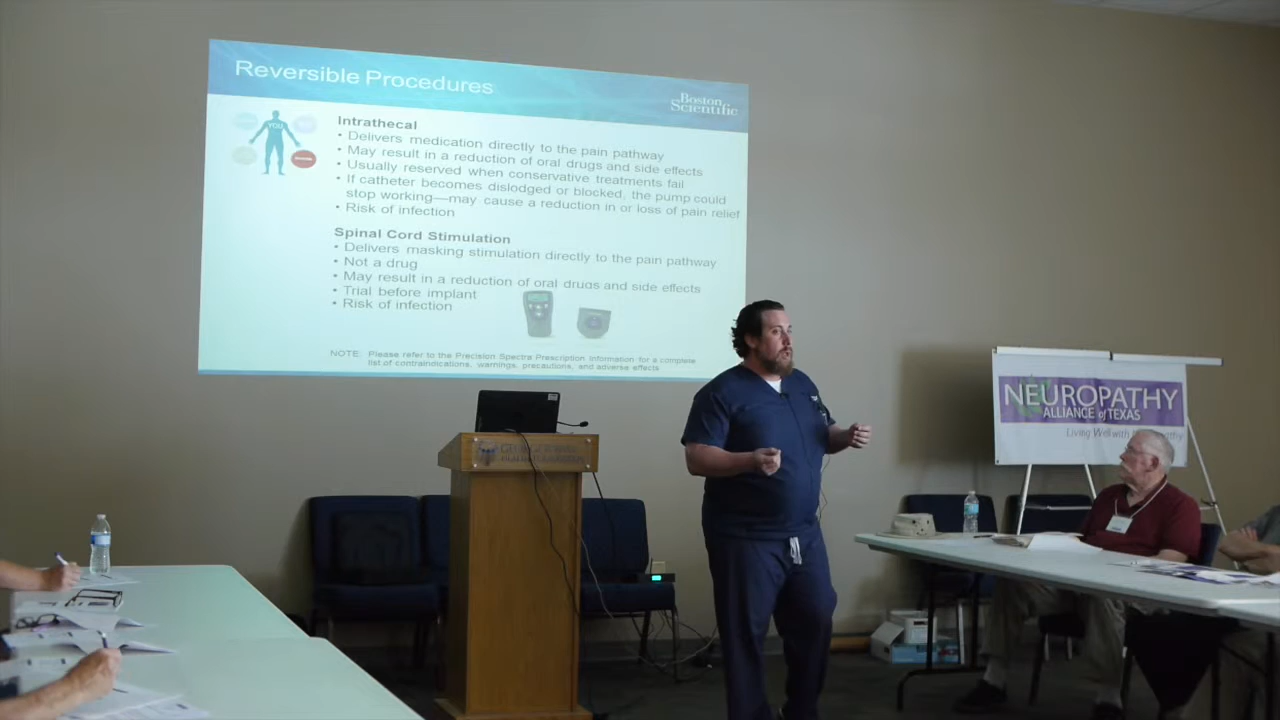 Reversible Procedures
Boston
Scientific
YOU
Intrathecal
• Delivers medication directly to the pain pathway
• May result in a reduction of oral drugs and side effects
• Usually reserved when conservative treatments fail
• If catheter becomes dislodged or blocked, the pump could
stop working—may cause a reduction in or loss of pain relief
• Risk of infection
Spinal Cord Stimulation
• Delivers masking stimulation directly to the pain pathway
• Not a drug
• May result in a reduction of oral drugs and side effects
• Trial before implant
• Risk of infection
NOTE: Please refer to the Precision Spectra Prescription Information for a complete
list of contraindications, warnings, precautions, and adverse effects
NEUROPATHY
ALLIANCE of TEXAS
Living Well with